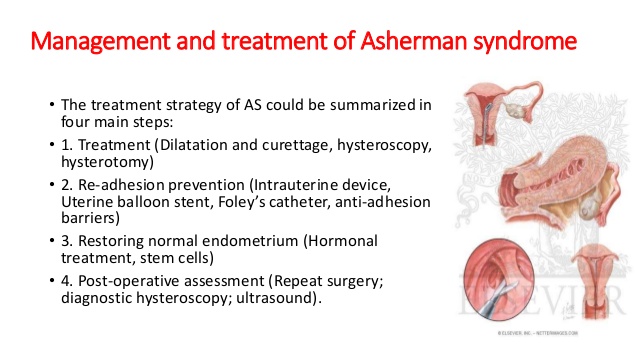 Management and treatment of Asherman syndrome
• The treatment strategy of AS could be summarized in
four main steps:
• 1. Treatment (Dilatation and curettage, hysteroscopy,
hysterotomy)
• 2. Re-adhesion prevention (Intrauterine device,
Uterine balloon stent, Foley’s catheter, anti-adhesion
barriers)
• 3. Restoring normal endometrium (Hormonal
treatment, stem cells)
• 4. Post-operative assessment (Repeat surgery;
diagnostic hysteroscopy; ultrasound).
ELSEVIER
© ELSEVIER, INC. – NETTERIMAGES.COM